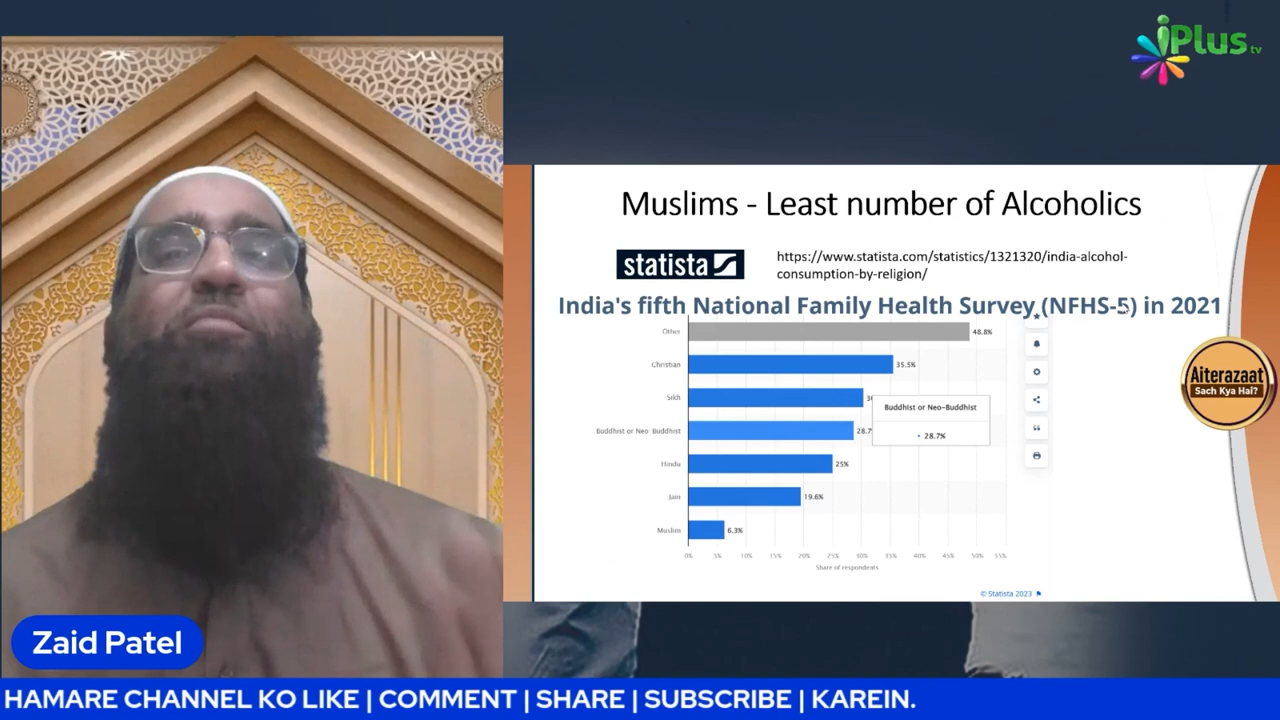 iPlus tv
Muslims - Least number of Alcoholics
statista
https://www.statista.com/statistics/1321320/india-alcohol-
consumption-by-religion/
India's fifth National Family Health Survey (NFHS-5) in 2021
Other 48.8%
Christian 35.5%
Sikh
Buddhist or Neo-Buddhist 28.7
Buddhist or Neo-Buddhist
• 28.7%
Hindu 25%
Jain 19.6%
Muslim 6.3%
0% 5% 10% 15% 20% 25% 30% 35% 40% 45% 50% 55%
Share of respondents
© Statista 2023
Aiterazaat
Sach Kya Hai?
Zaid Patel
HAMARE CHANNEL KO LIKE | COMMENT | SHARE | SUBSCRIBE | KAREIN.